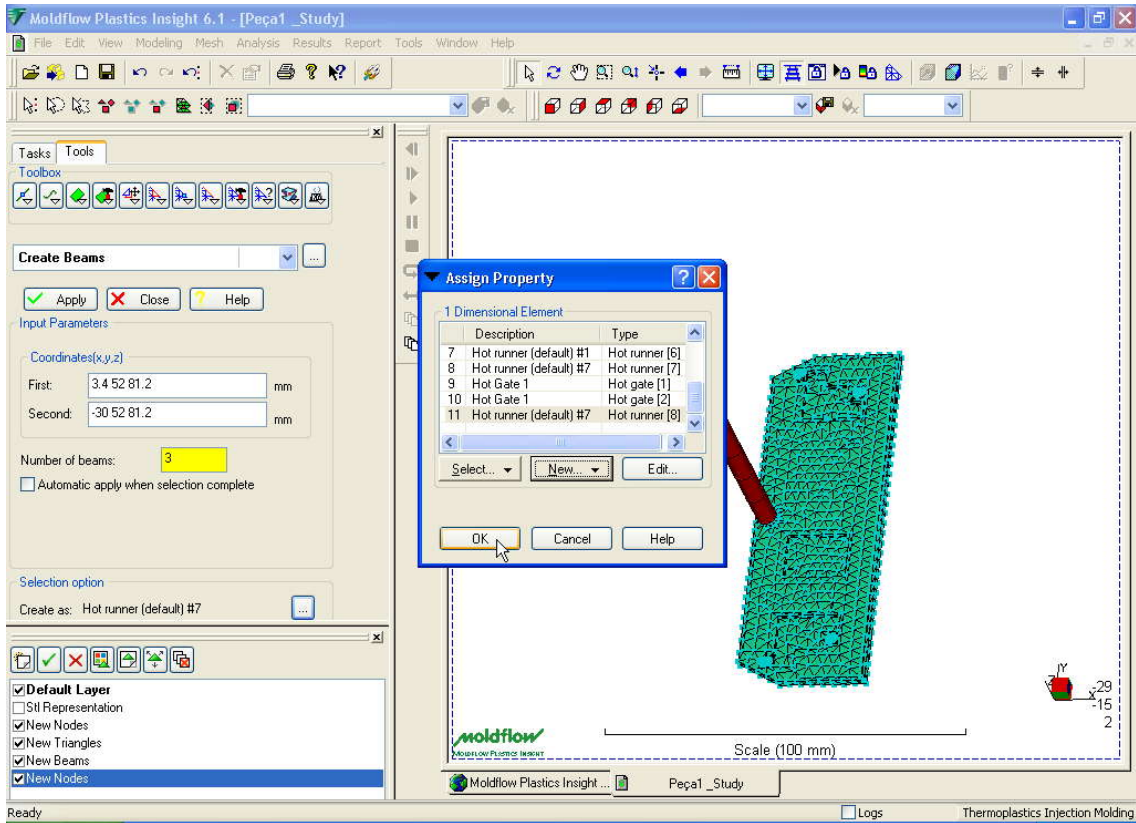 Moldflow Plastics Insight 6.1 - [Peça1 _Study]
File Edit View Modeling Mesh Analysis Results Report Tools Window Help
Tasks Tools
Toolbox
Create Beams
...
Apply Close ? Help
Input Parameters
Coordinates(x,y,z)
First: 3.4 52 81.2 mm
Second: -30 52 81.2 mm
Number of beams: 3
Automatic apply when selection complete
Selection option
Create as: Hot runner (default) #7 ...
Default Layer
Stl Representation
New Nodes
New Triangles
New Beams
New Nodes
Assign Property
1 Dimensional Element
Description Type
7 Hot runner (default) #1 Hot runner [6]
8 Hot runner (default) #7 Hot runner [7]
9 Hot Gate 1 Hot gate [1]
10 Hot Gate 1 Hot gate [2]
11 Hot runner (default) #7 Hot runner [8]
Select... New... Edit...
OK Cancel Help
moldflow
MOLDFLOW PLASTICS INSIGHT
Scale (100 mm)
Y
x
-29
-15
2
Moldflow Plastics Insight ... Peça1 _Study
Ready Logs Thermoplastics Injection Molding